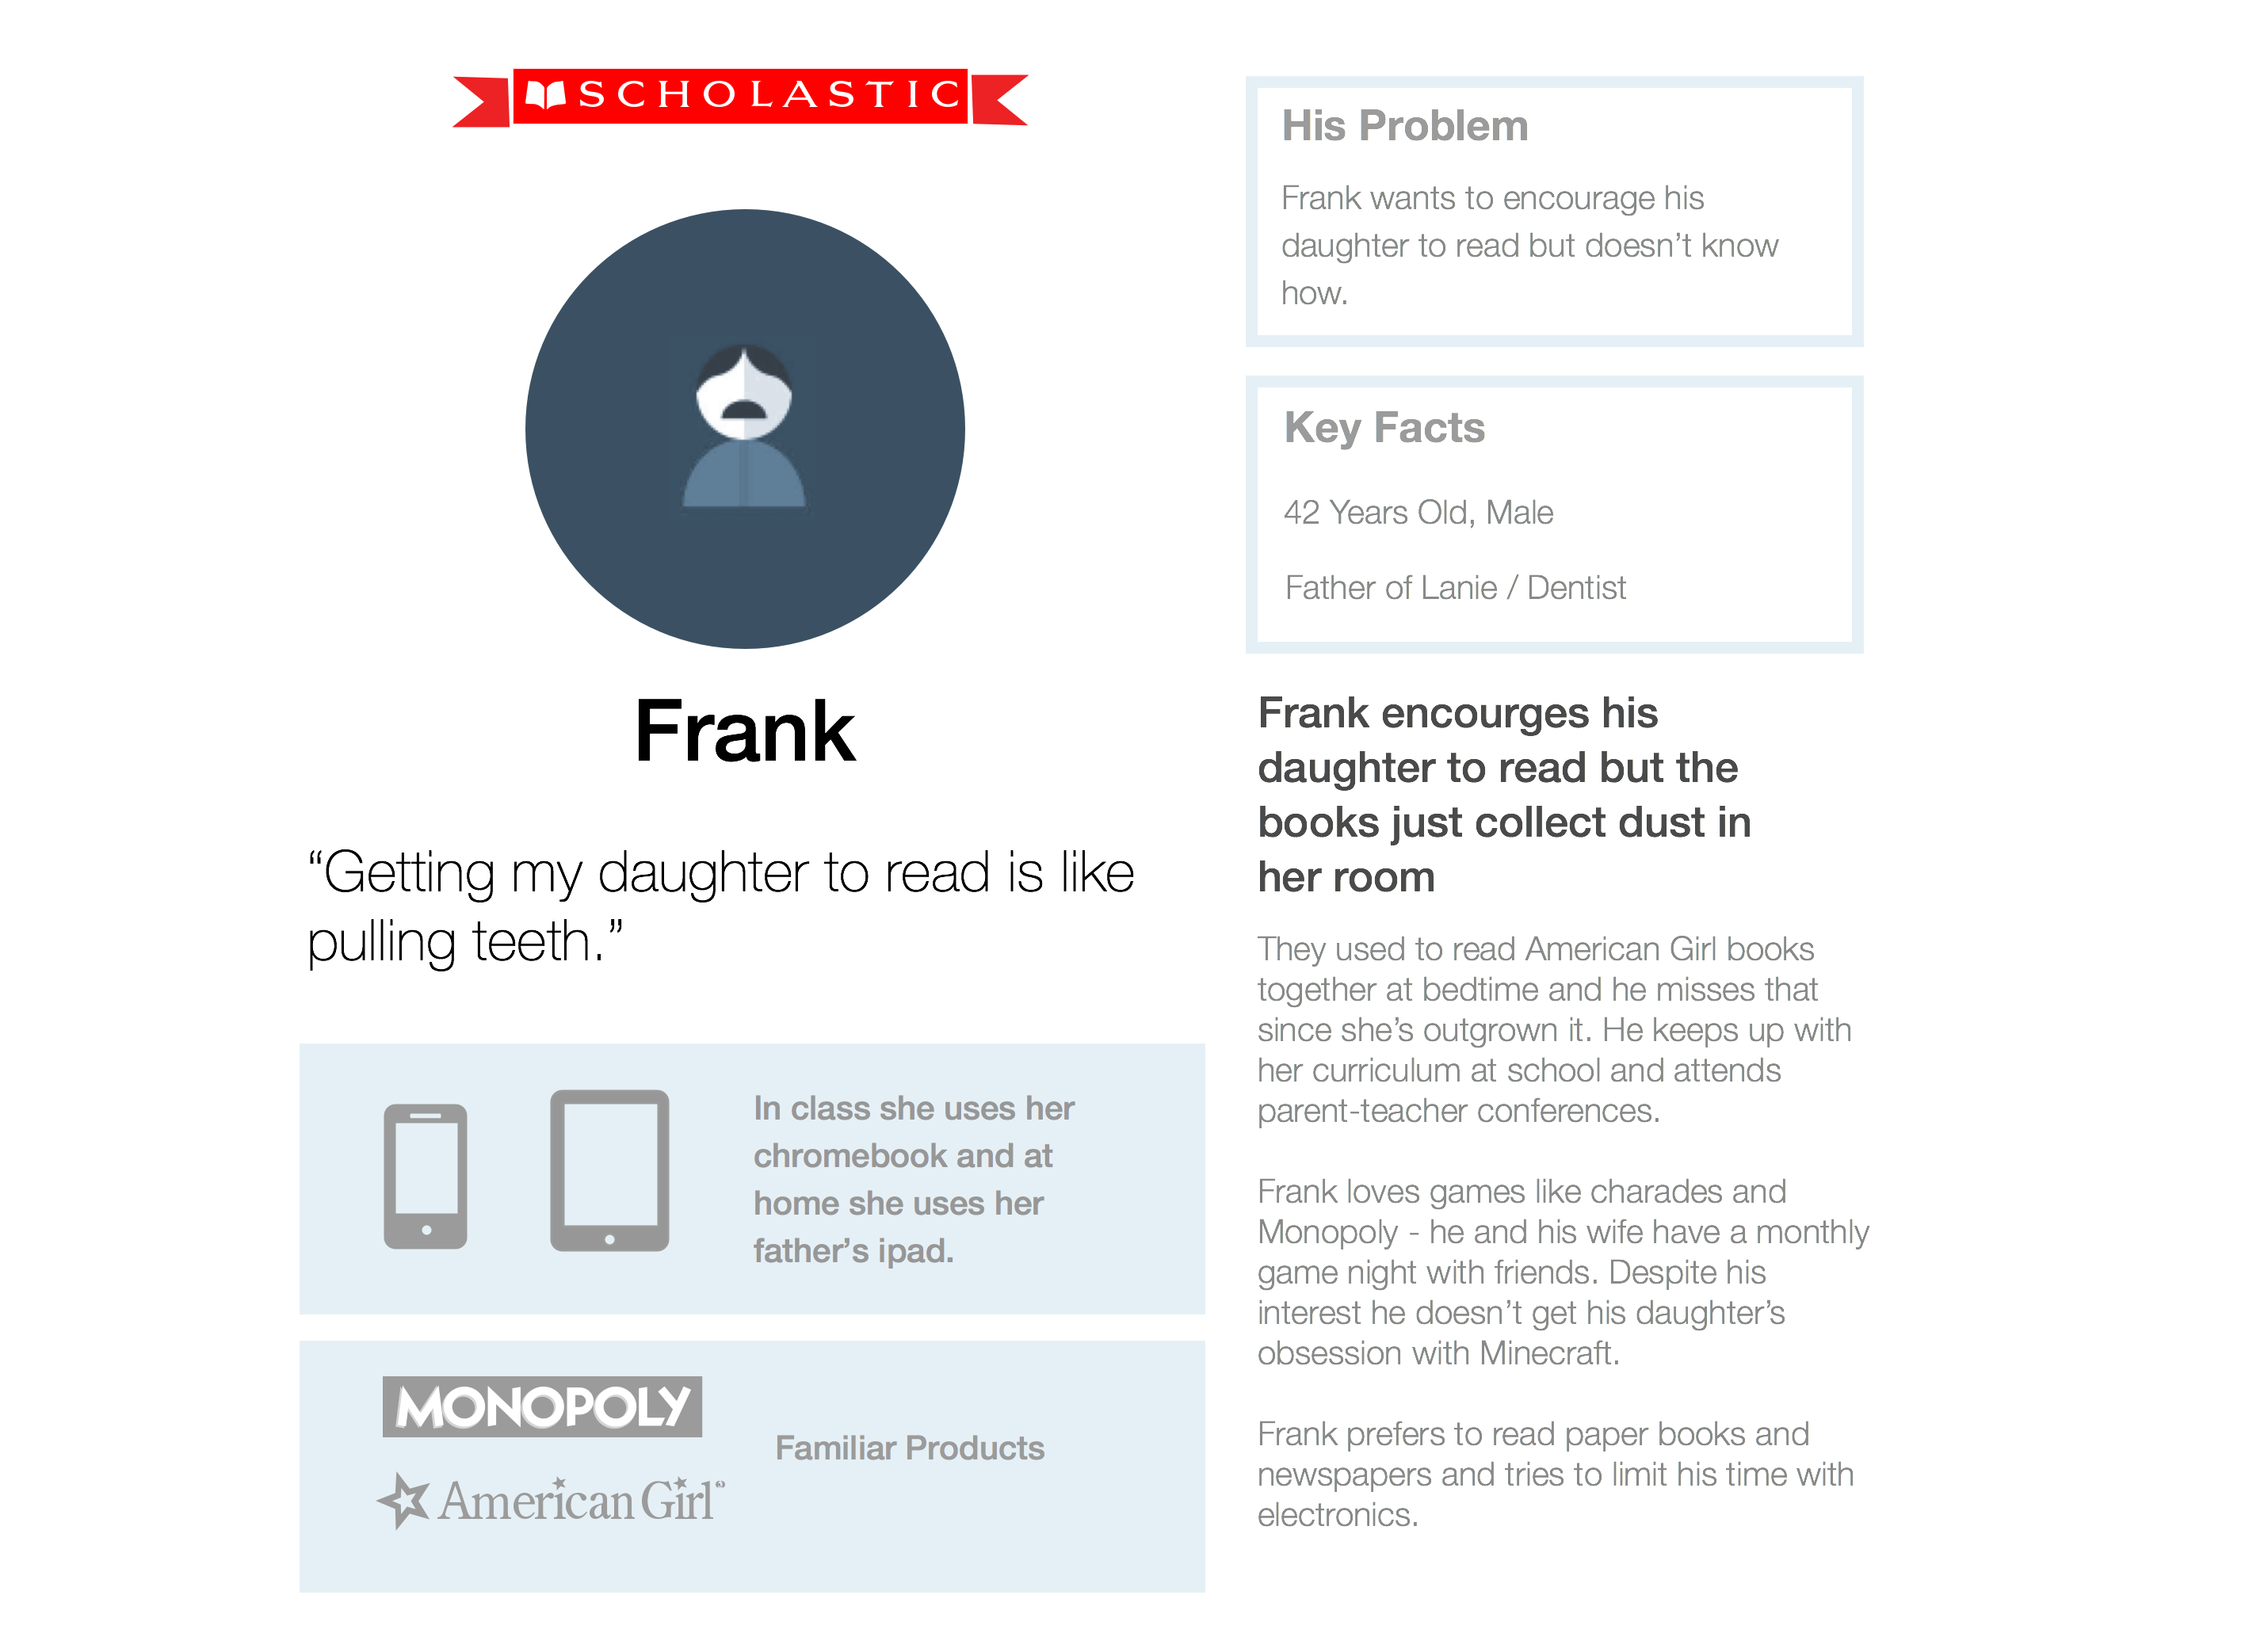 SCHOLASTIC
Frank
“Getting my daughter to read is like
pulling teeth.”
In class she uses her
chromebook and at
home she uses her
father’s ipad.
MONOPOLY
American Girl
Familiar Products
His Problem
Frank wants to encourage his
daughter to read but doesn’t know
how.
Key Facts
42 Years Old, Male
Father of Lanie / Dentist
Frank encourges his
daughter to read but the
books just collect dust in
her room
They used to read American Girl books
together at bedtime and he misses that
since she’s outgrown it. He keeps up with
her curriculum at school and attends
parent-teacher conferences.
Frank loves games like charades and
Monopoly - he and his wife have a monthly
game night with friends. Despite his
interest he doesn’t get his daughter’s
obsession with Minecraft.
Frank prefers to read paper books and
newspapers and tries to limit his time with
electronics.